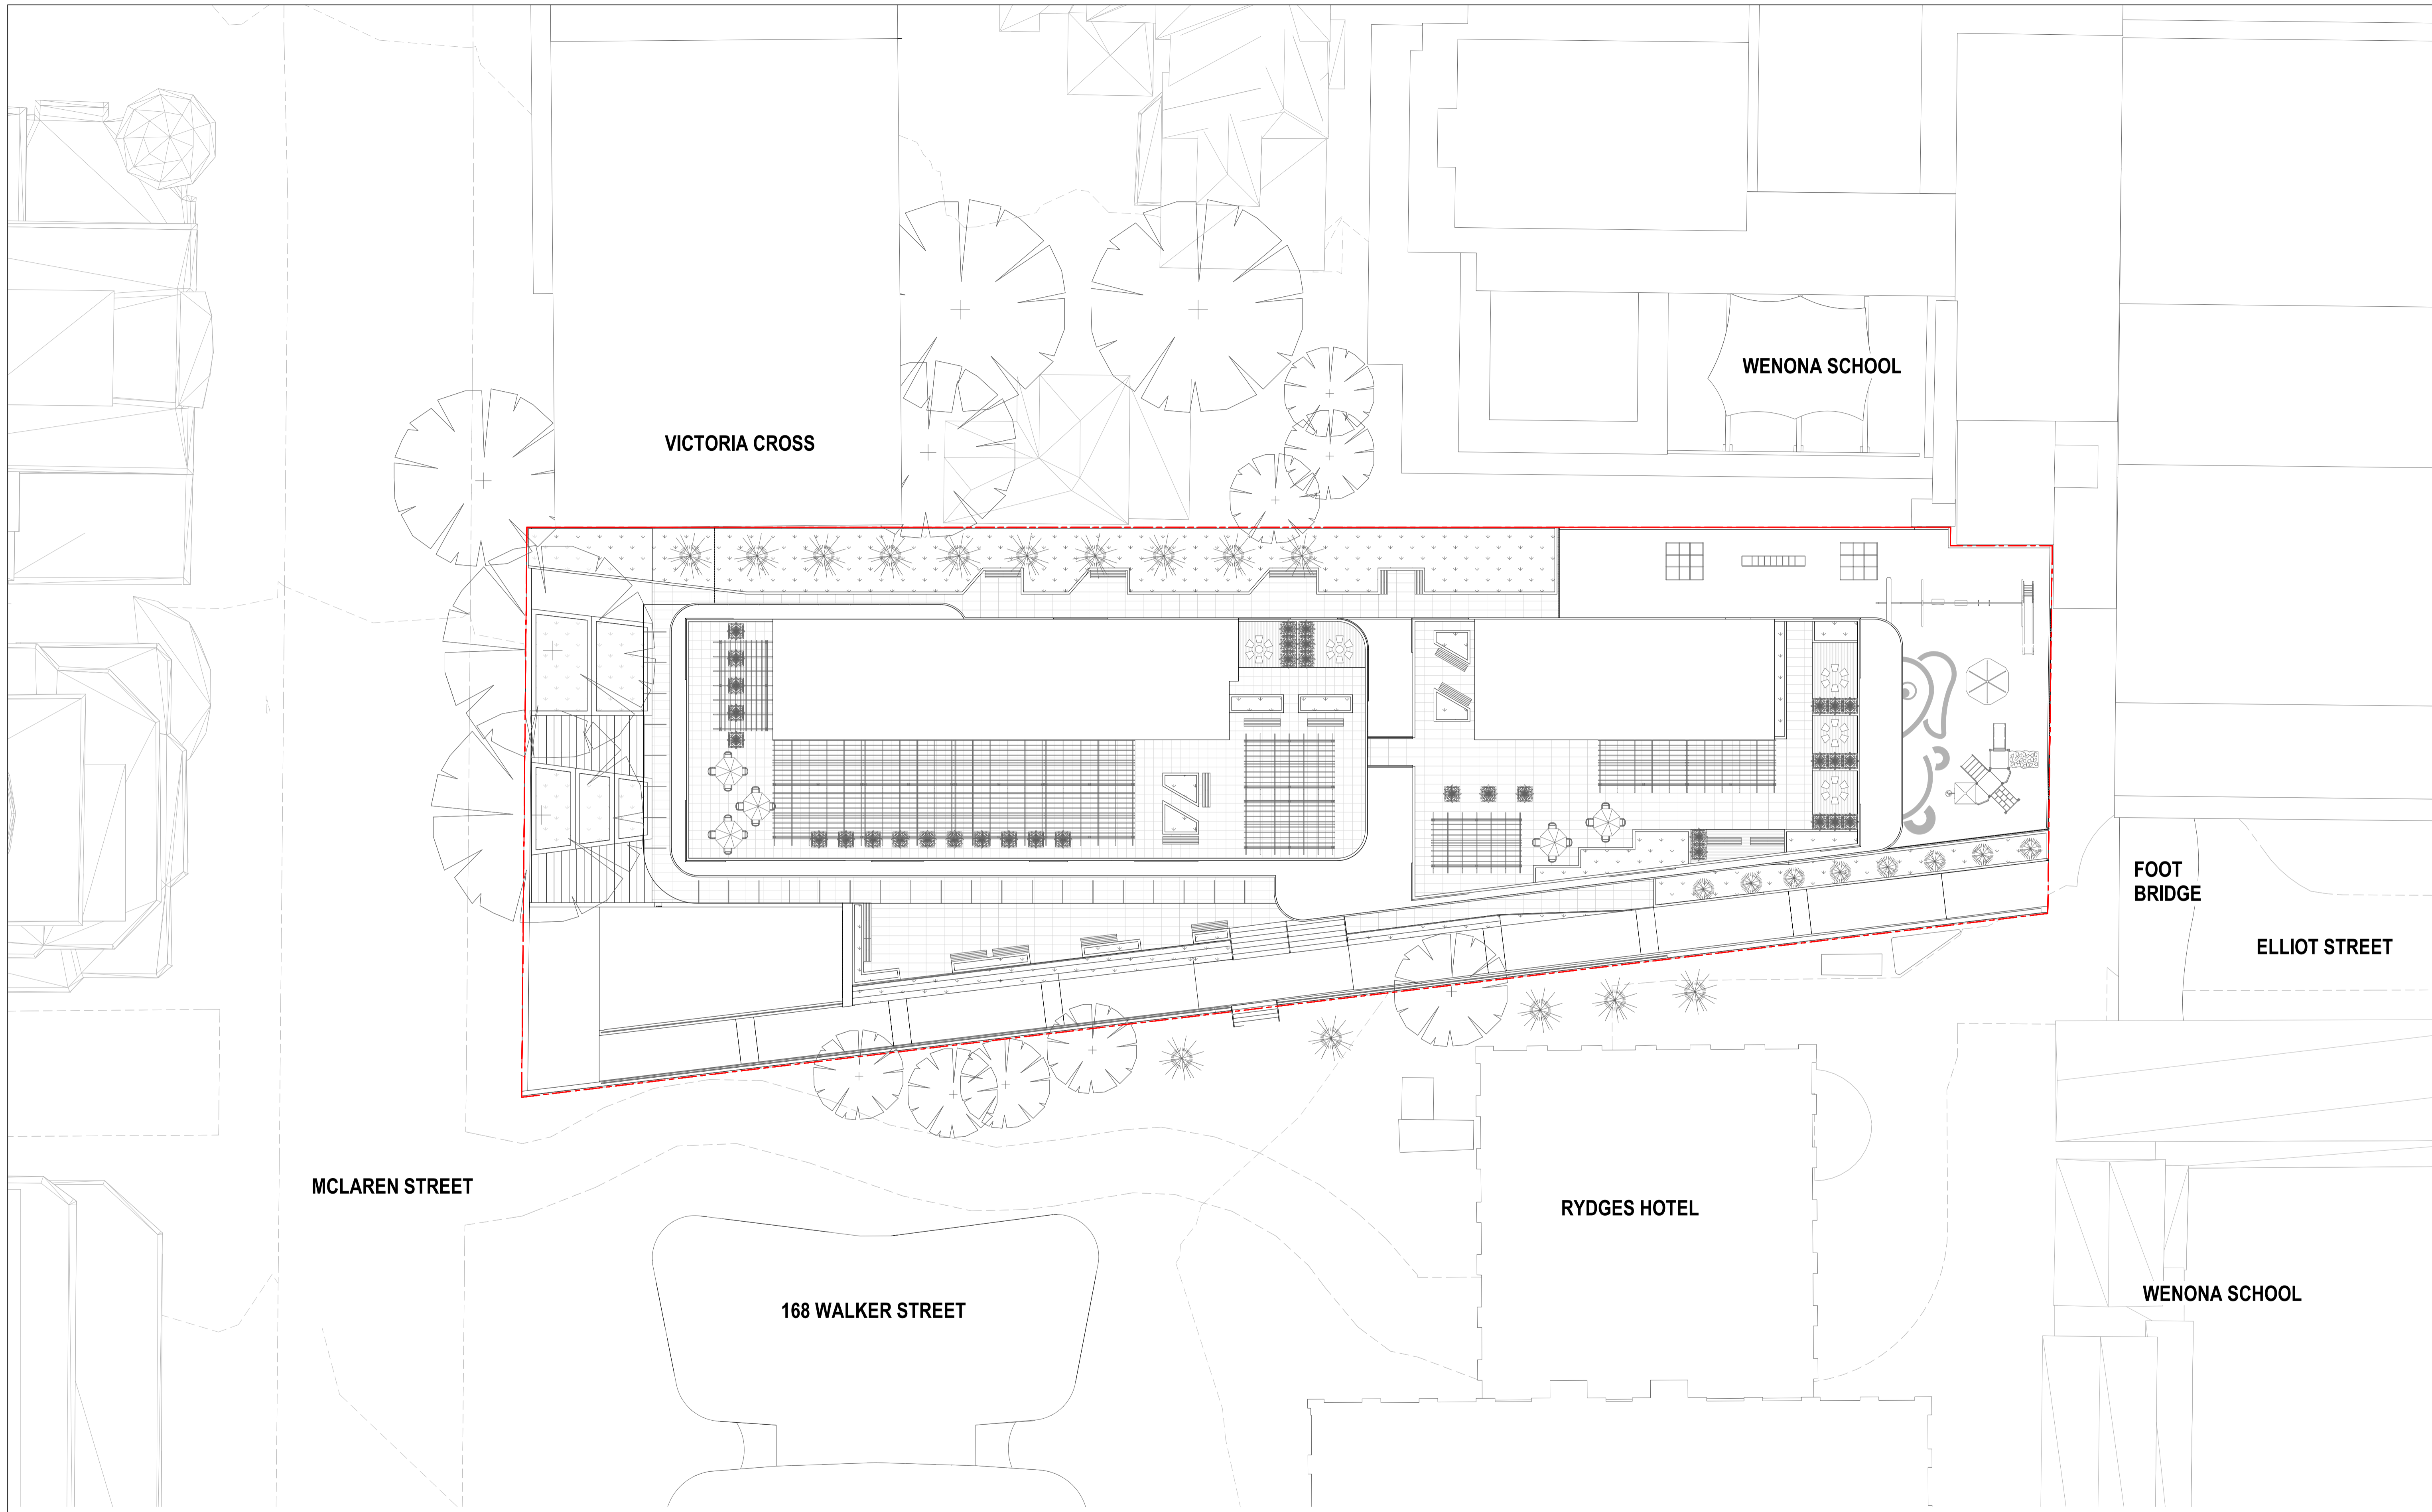 WENONA SCHOOL
VICTORIA CROSS
FOOT
BRIDGE
ELLIOT STREET
MCLAREN STREET
RYDGES HOTEL
WENONA SCHOOL
168 WALKER STREET